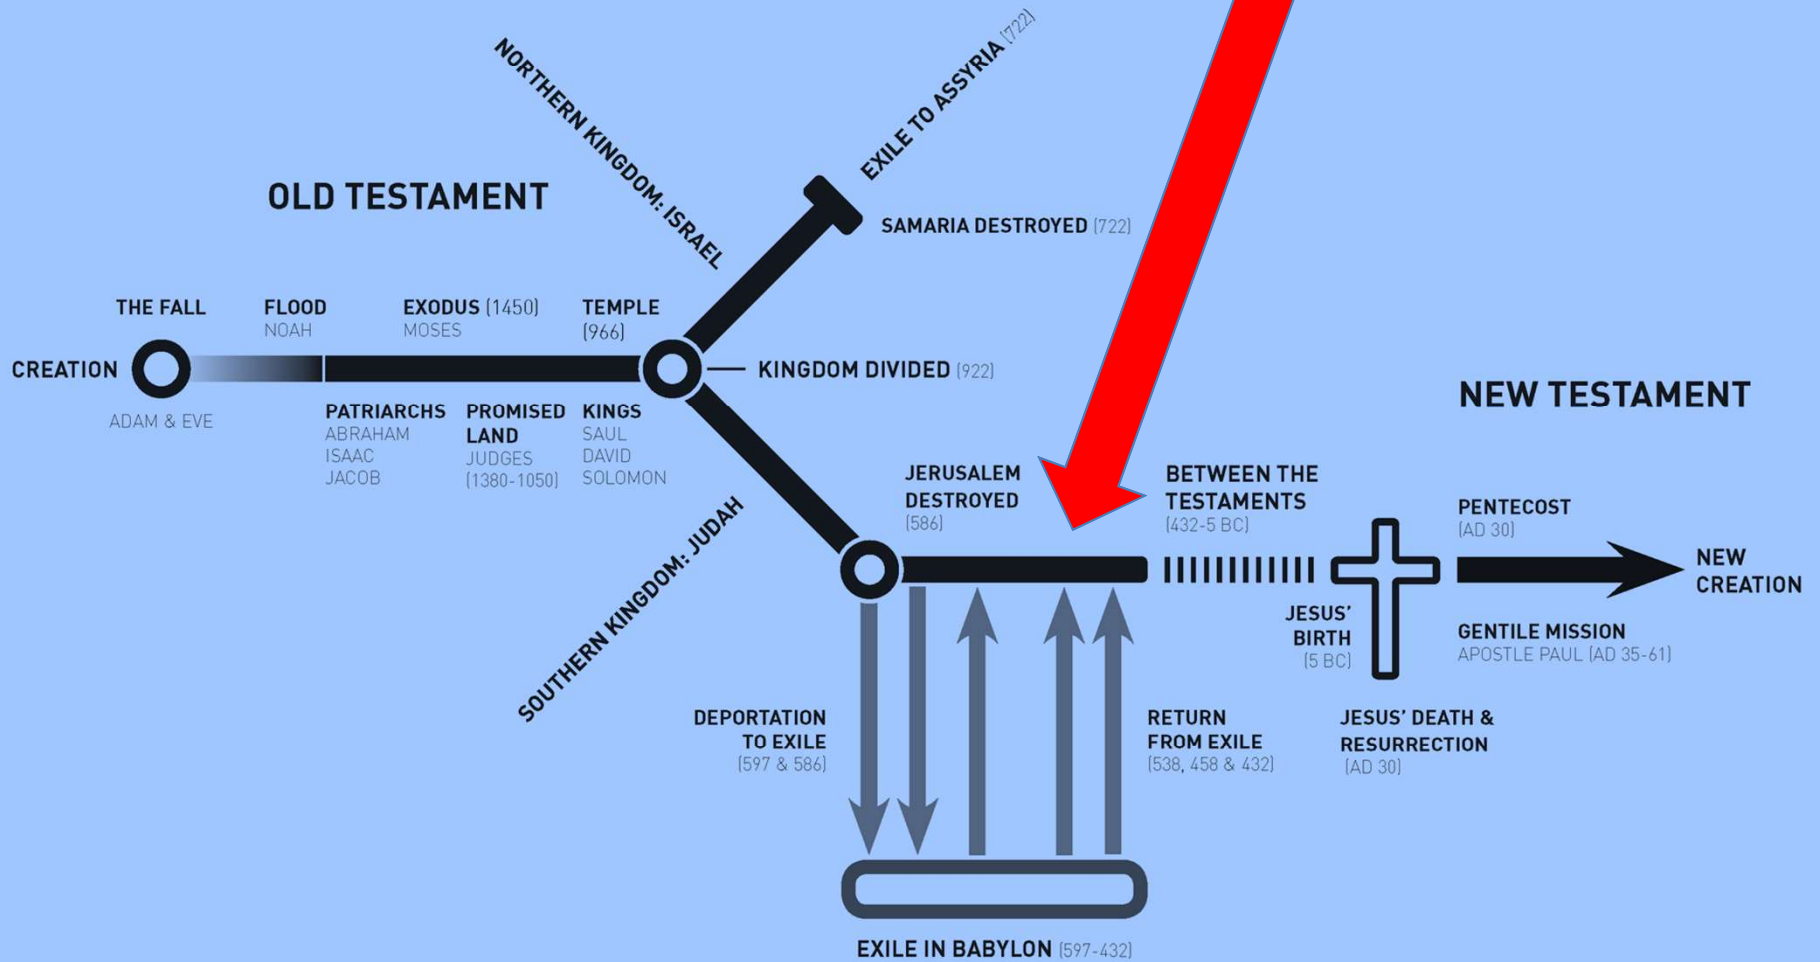 OLD TESTAMENT
NORTHERN KINGDOM: ISRAEL
EXILE TO ASSYRIA (722)
SAMARIA DESTROYED (722)
THE FALL
FLOOD
NOAH
EXODUS (1450)
MOSES
TEMPLE
(966)
CREATION
KINGDOM DIVIDED (922)
ADAM & EVE
PATRIARCHS
ABRAHAM
ISAAC
JACOB
PROMISED
LAND
JUDGES
(1380-1050)
KINGS
SAUL
DAVID
SOLOMON
SOUTHERN KINGDOM: JUDAH
NEW TESTAMENT
JERUSALEM
DESTROYED
(586)
BETWEEN THE
TESTAMENTS
(432-5 BC)
PENTECOST
(AD 30)
NEW
CREATION
JESUS'
BIRTH
(5 BC)
GENTILE MISSION
APOSTLE PAUL (AD 35-61)
DEPORTATION
TO EXILE
(597 & 586)
RETURN
FROM EXILE
(538, 458 & 432)
JESUS' DEATH &
RESURRECTION
(AD 30)
EXILE IN BABYLON (597-432)